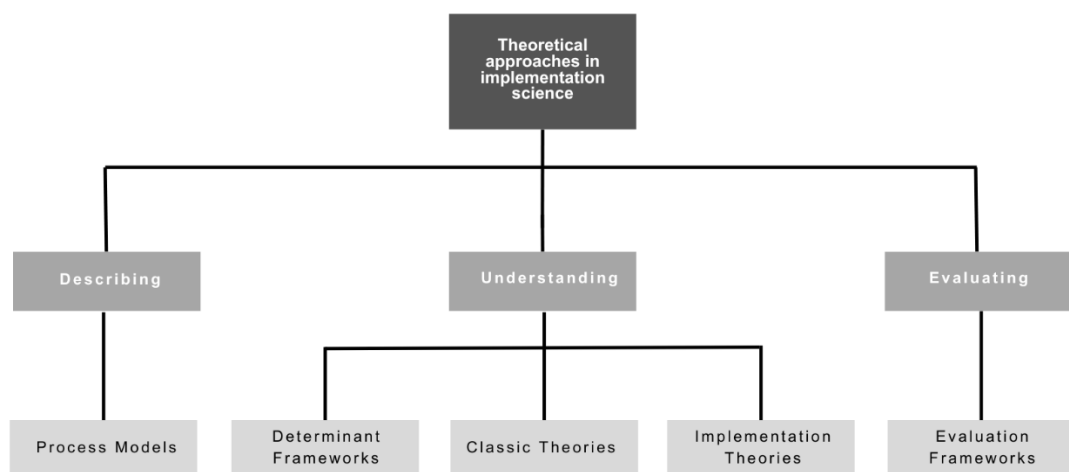 Theoretical
approaches in
implementation
science
Describing
Understanding
Evaluating
Process Models
Determinant
Frameworks
Classic Theories
Implementation
Theories
Evaluation
Frameworks